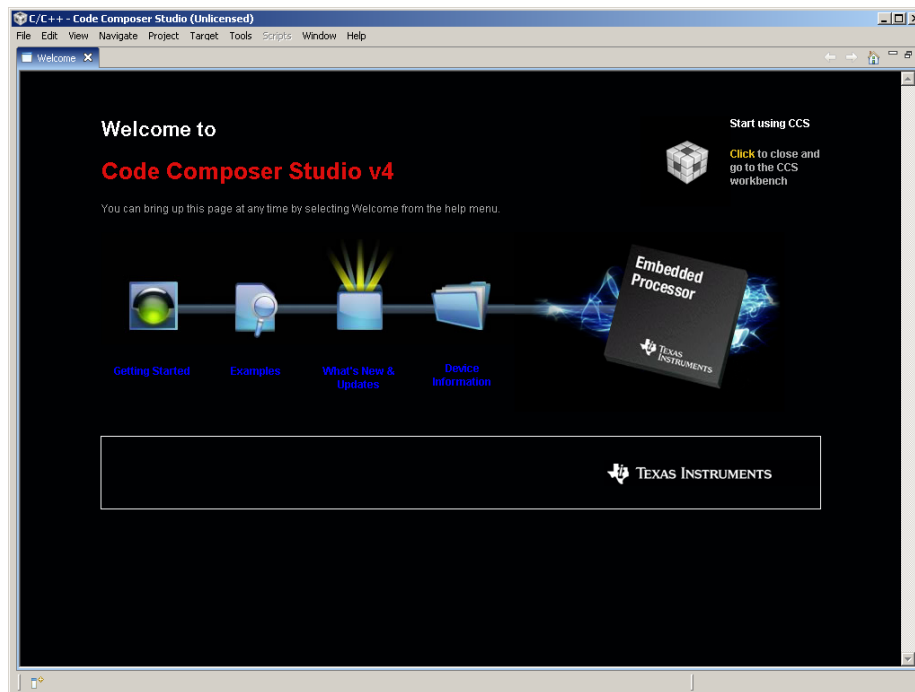 C/C++ - Code Composer Studio (Unlicensed)
File Edit View Navigate Project Target Tools Scripts Window Help
Welcome
Welcome to
Code Composer Studio v4
You can bring up this page at any time by selecting Welcome from the help menu.
Start using CCS
Click to close and
go to the CCS
workbench
Embedded
Processor
TEXAS
INSTRUMENTS
Getting Started
Examples
What's New &
Updates
Device
Information
TEXAS INSTRUMENTS